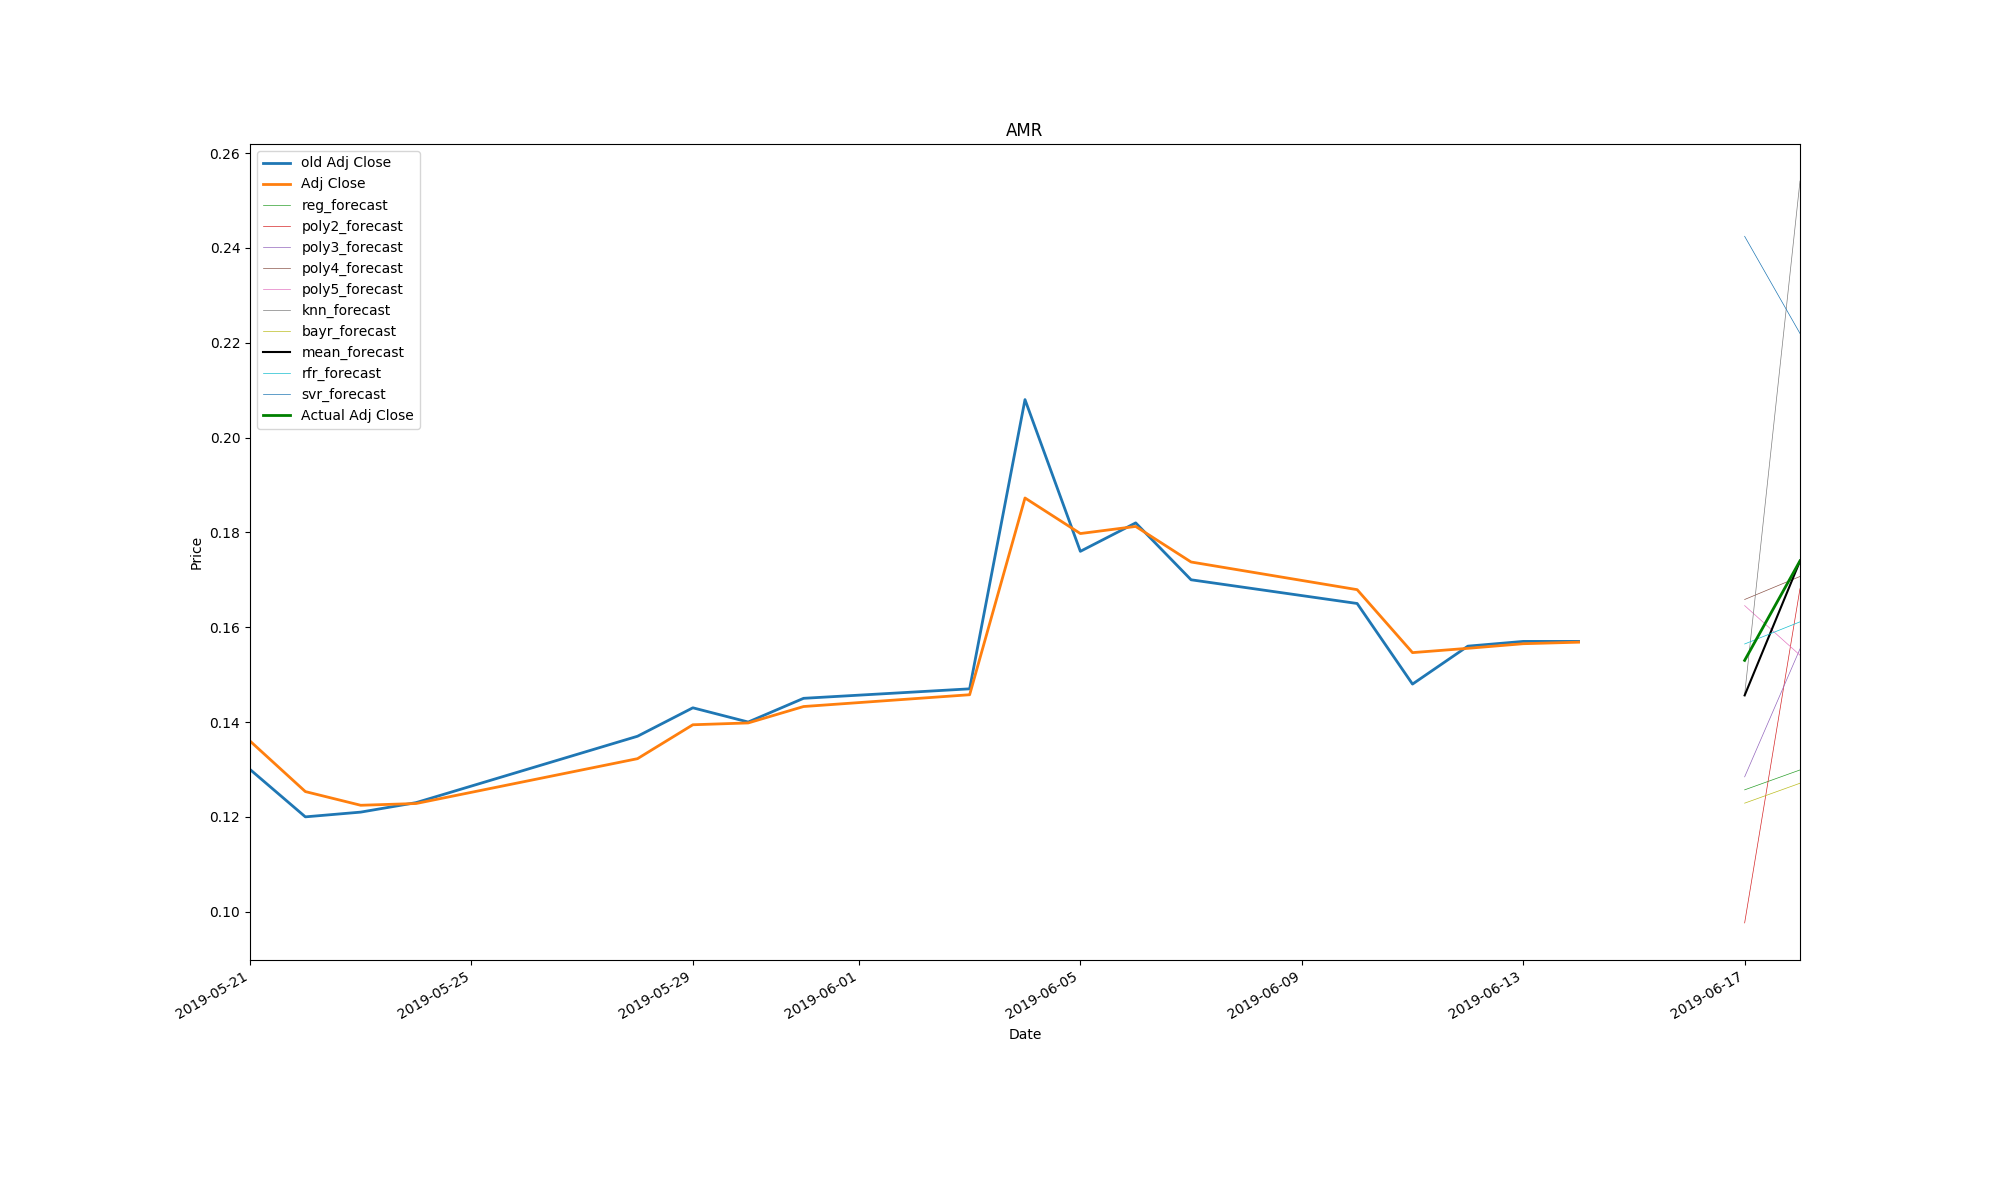 AMR
0.26
0.24
0.22
0.20
0.18
0.16
0.14
0.12
0.10
Price
old Adj Close
Adj Close
reg_forecast
poly2_forecast
poly3_forecast
poly4_forecast
poly5_forecast
knn_forecast
bayr_forecast
mean_forecast
rfr_forecast
svr_forecast
Actual Adj Close
2019-05-21
2019-05-25
2019-05-29
2019-06-01
2019-06-05
2019-06-09
2019-06-13
2019-06-17
Date